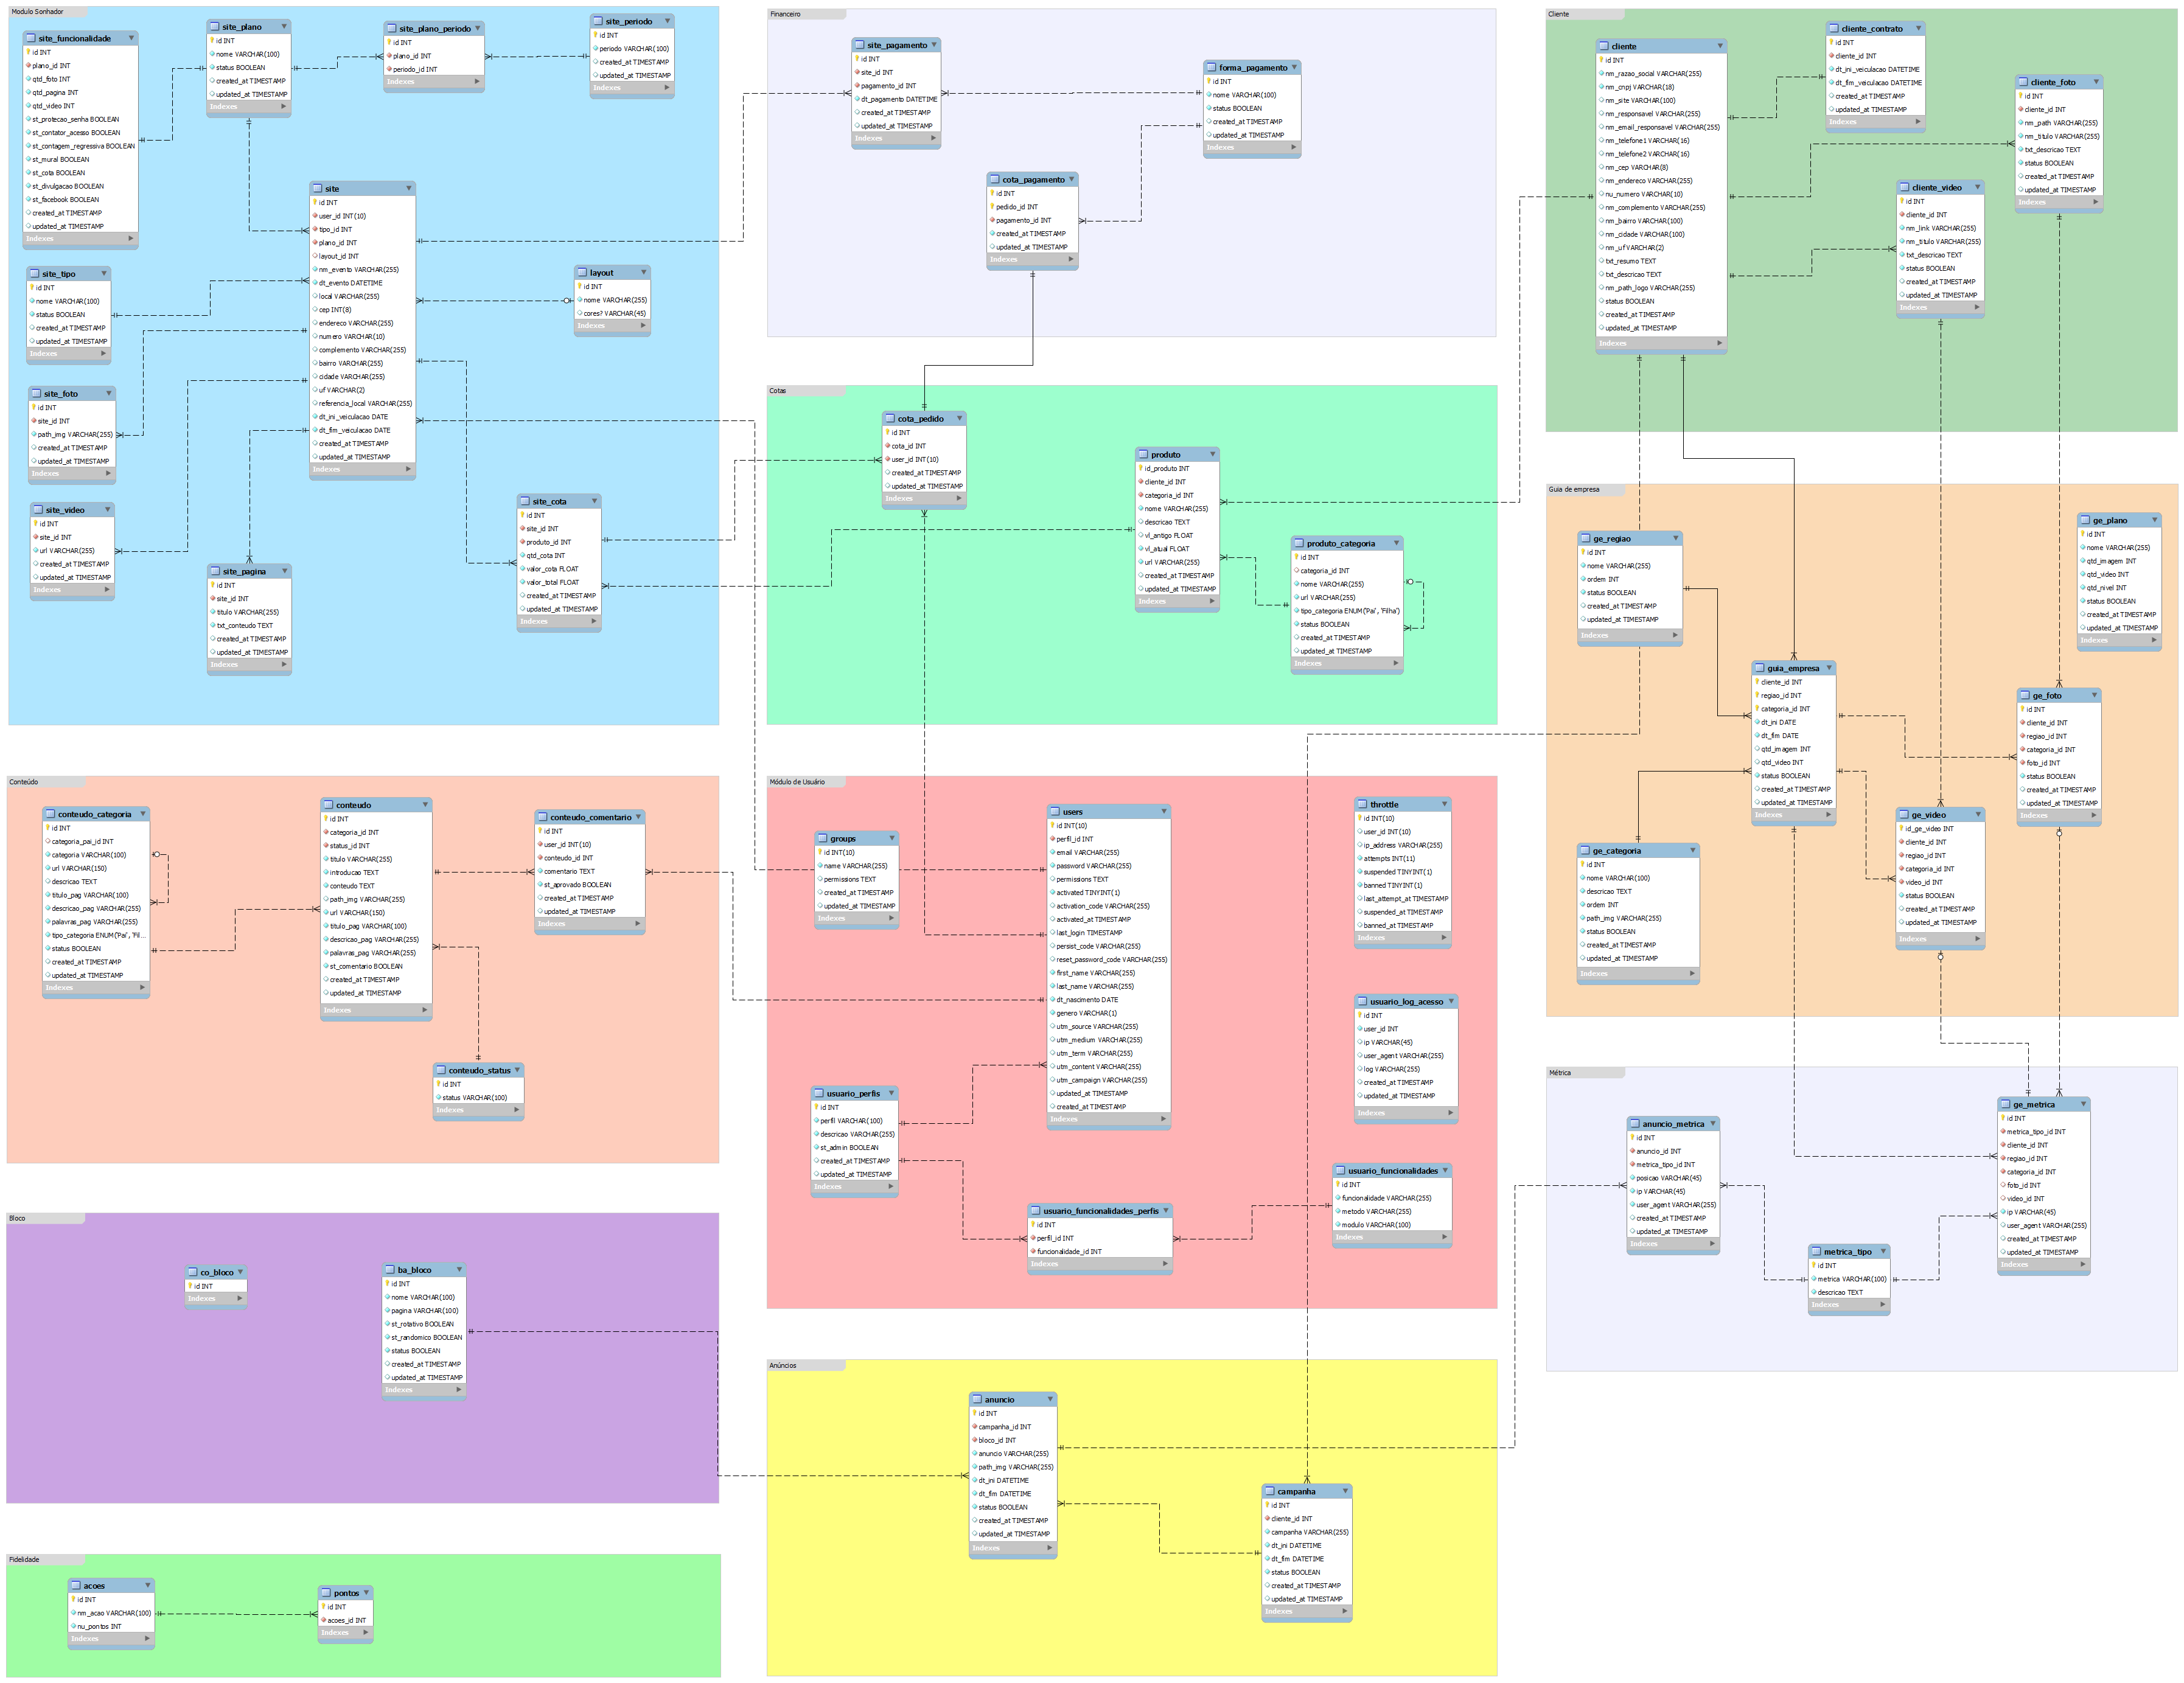 Modulo Sonhador
site_funcionalidade
id INT
plano_id INT
qtd_foto INT
qtd_pagina INT
qtd_video INT
st_protecao_senha BOOLEAN
st_contator_acesso BOOLEAN
st_contagem_regressiva BOOLEAN
st_mural BOOLEAN
st_cota BOOLEAN
st_divulgacao BOOLEAN
st_facebook BOOLEAN
created_at TIMESTAMP
updated_at TIMESTAMP
Indexes
site_plano
id INT
nome VARCHAR(100)
status BOOLEAN
created_at TIMESTAMP
updated_at TIMESTAMP
Indexes
site_plano_periodo
id INT
plano_id INT
periodo_id INT
Indexes
site_periodo
id INT
periodo VARCHAR(100)
created_at TIMESTAMP
updated_at TIMESTAMP
Indexes
site
id INT
user_id INT(10)
tipo_id INT
plano_id INT
layout_id INT
nm_evento VARCHAR(255)
dt_evento DATETIME
local VARCHAR(255)
cep INT(8)
endereco VARCHAR(255)
numero VARCHAR(10)
complemento VARCHAR(255)
bairro VARCHAR(255)
cidade VARCHAR(255)
uf VARCHAR(2)
referencia_local VARCHAR(255)
dt_ini_veiculacao DATE
dt_fim_veiculacao DATE
created_at TIMESTAMP
updated_at TIMESTAMP
Indexes
layout
id INT
nome VARCHAR(255)
cores? VARCHAR(45)
Indexes
site_tipo
id INT
nome VARCHAR(100)
status BOOLEAN
created_at TIMESTAMP
updated_at TIMESTAMP
Indexes
site_foto
id INT
site_id INT
path_img VARCHAR(255)
created_at TIMESTAMP
updated_at TIMESTAMP
Indexes
site_video
id INT
site_id INT
url VARCHAR(255)
created_at TIMESTAMP
updated_at TIMESTAMP
Indexes
site_pagina
id INT
site_id INT
titulo VARCHAR(255)
txt_conteudo TEXT
created_at TIMESTAMP
updated_at TIMESTAMP
Indexes
site_cota
id INT
site_id INT
produto_id INT
qtd_cota INT
valor_cota FLOAT
valor_total FLOAT
created_at TIMESTAMP
updated_at TIMESTAMP
Indexes
Financeiro
site_pagamento
id INT
site_id INT
pagamento_id INT
dt_pagamento DATETIME
created_at TIMESTAMP
updated_at TIMESTAMP
Indexes
forma_pagamento
id INT
nome VARCHAR(100)
status BOOLEAN
created_at TIMESTAMP
updated_at TIMESTAMP
Indexes
cota_pagamento
id INT
pedido_id INT
pagamento_id INT
created_at TIMESTAMP
updated_at TIMESTAMP
Indexes
Cliente
cliente
id INT
nm_razao_social VARCHAR(255)
nm_cnpj VARCHAR(18)
nm_site VARCHAR(100)
nm_responsavel VARCHAR(255)
nm_email_responsavel VARCHAR(255)
nm_telefone1 VARCHAR(16)
nm_telefone2 VARCHAR(16)
nm_cep VARCHAR(8)
nm_endereco VARCHAR(255)
nu_numero VARCHAR(10)
nm_complemento VARCHAR(255)
nm_bairro VARCHAR(100)
nm_cidade VARCHAR(100)
nm_uf VARCHAR(2)
txt_resumo TEXT
txt_descricao TEXT
nm_path_logo VARCHAR(255)
status BOOLEAN
created_at TIMESTAMP
updated_at TIMESTAMP
Indexes
cliente_contrato
id INT
cliente_id INT
dt_ini_veiculacao DATETIME
dt_fim_veiculacao DATETIME
created_at TIMESTAMP
updated_at TIMESTAMP
Indexes
cliente_foto
id INT
cliente_id INT
nm_path VARCHAR(255)
nm_titulo VARCHAR(255)
txt_descricao TEXT
status BOOLEAN
created_at TIMESTAMP
updated_at TIMESTAMP
Indexes
cliente_video
id INT
cliente_id INT
nm_link VARCHAR(255)
nm_titulo VARCHAR(255)
txt_descricao TEXT
status BOOLEAN
created_at TIMESTAMP
updated_at TIMESTAMP
Indexes
Cotas
cota_pedido
id INT
cota_id INT
user_id INT(10)
created_at TIMESTAMP
updated_at TIMESTAMP
Indexes
produto
id_produto INT
cliente_id INT
categoria_id INT
nome VARCHAR(255)
descricao TEXT
vl_antigo FLOAT
vl_atual FLOAT
url VARCHAR(255)
created_at TIMESTAMP
updated_at TIMESTAMP
Indexes
produto_categoria
id INT
categoria_id INT
nome VARCHAR(255)
url VARCHAR(255)
tipo_categoria ENUM('Pai', 'Filha')
status BOOLEAN
created_at TIMESTAMP
updated_at TIMESTAMP
Indexes
Guia de empresa
ge_regiao
id INT
nome VARCHAR(255)
ordem INT
status BOOLEAN
created_at TIMESTAMP
updated_at TIMESTAMP
Indexes
ge_plano
id INT
nome VARCHAR(255)
qtd_imagem INT
qtd_video INT
qtd_nivel INT
status BOOLEAN
created_at TIMESTAMP
updated_at TIMESTAMP
Indexes
guia_empresa
cliente_id INT
regiao_id INT
categoria_id INT
dt_ini DATE
dt_fim DATE
qtd_imagem INT
qtd_video INT
status BOOLEAN
created_at TIMESTAMP
updated_at TIMESTAMP
Indexes
ge_foto
id INT
cliente_id INT
regiao_id INT
categoria_id INT
foto_id INT
status BOOLEAN
created_at TIMESTAMP
updated_at TIMESTAMP
Indexes
ge_video
id_ge_video INT
cliente_id INT
regiao_id INT
categoria_id INT
video_id INT
status BOOLEAN
created_at TIMESTAMP
updated_at TIMESTAMP
Indexes
ge_categoria
id INT
nome VARCHAR(100)
descricao TEXT
ordem INT
path_img VARCHAR(255)
status BOOLEAN
created_at TIMESTAMP
updated_at TIMESTAMP
Indexes
Conteúdo
conteudo_categoria
id INT
categoria_pai_id INT
categoria VARCHAR(100)
url VARCHAR(150)
descricao TEXT
titulo_pag VARCHAR(100)
descricao_pag VARCHAR(255)
palavras_pag VARCHAR(255)
tipo_categoria ENUM('Pai', 'Fil...
status BOOLEAN
created_at TIMESTAMP
updated_at TIMESTAMP
Indexes
conteudo
id INT
categoria_id INT
status_id INT
titulo VARCHAR(255)
introducao TEXT
conteudo TEXT
path_img VARCHAR(255)
url VARCHAR(150)
titulo_pag VARCHAR(100)
descricao_pag VARCHAR(255)
palavras_pag VARCHAR(255)
st_comentario BOOLEAN
created_at TIMESTAMP
updated_at TIMESTAMP
Indexes
conteudo_comentario
id INT
user_id INT(10)
conteudo_id INT
comentario TEXT
st_aprovado BOOLEAN
created_at TIMESTAMP
updated_at TIMESTAMP
Indexes
conteudo_status
id INT
status VARCHAR(100)
Indexes
Módulo de Usuário
groups
id INT(10)
name VARCHAR(255)
permissions TEXT
created_at TIMESTAMP
updated_at TIMESTAMP
Indexes
users
id INT(10)
perfil_id INT
email VARCHAR(255)
password VARCHAR(255)
permissions TEXT
activated TINYINT(1)
activation_code VARCHAR(255)
activated_at TIMESTAMP
last_login TIMESTAMP
persist_code VARCHAR(255)
reset_password_code VARCHAR(255)
first_name VARCHAR(255)
last_name VARCHAR(255)
dt_nascimento DATE
genero VARCHAR(1)
utm_source VARCHAR(255)
utm_medium VARCHAR(255)
utm_term VARCHAR(255)
utm_content VARCHAR(255)
utm_campaign VARCHAR(255)
updated_at TIMESTAMP
created_at TIMESTAMP
Indexes
throttle
id INT(10)
user_id INT(10)
ip_address VARCHAR(255)
attempts INT(11)
suspended TINYINT(1)
banned TINYINT(1)
last_attempt_at TIMESTAMP
suspended_at TIMESTAMP
banned_at TIMESTAMP
Indexes
usuario_log_acesso
id INT
user_id INT
ip VARCHAR(45)
user_agent VARCHAR(255)
log VARCHAR(255)
created_at TIMESTAMP
updated_at TIMESTAMP
Indexes
usuario_perfis
id INT
perfil VARCHAR(100)
descricao VARCHAR(255)
st_admin BOOLEAN
created_at TIMESTAMP
updated_at TIMESTAMP
Indexes
usuario_funcionalidades
id INT
funcionalidade VARCHAR(255)
metodo VARCHAR(255)
modulo VARCHAR(100)
Indexes
usuario_funcionalidades_perfis
id INT
perfil_id INT
funcionalidade_id INT
Indexes
Métrica
anuncio_metrica
id INT
anuncio_id INT
metrica_tipo_id INT
posicao VARCHAR(45)
ip VARCHAR(45)
user_agent VARCHAR(255)
created_at TIMESTAMP
updated_at TIMESTAMP
Indexes
ge_metrica
id INT
metrica_tipo_id INT
cliente_id INT
regiao_id INT
categoria_id INT
foto_id INT
video_id INT
ip VARCHAR(45)
user_agent VARCHAR(255)
created_at TIMESTAMP
updated_at TIMESTAMP
Indexes
metrica_tipo
id INT
metrica VARCHAR(100)
descricao TEXT
Indexes
Bloco
co_bloco
id INT
Indexes
ba_bloco
id INT
nome VARCHAR(100)
pagina VARCHAR(100)
st_rotativo BOOLEAN
st_randomico BOOLEAN
status BOOLEAN
created_at TIMESTAMP
updated_at TIMESTAMP
Indexes
Anúncios
anuncio
id INT
campanha_id INT
bloco_id INT
anuncio VARCHAR(255)
path_img VARCHAR(255)
dt_ini DATETIME
dt_fim DATETIME
status BOOLEAN
created_at TIMESTAMP
updated_at TIMESTAMP
Indexes
campanha
id INT
cliente_id INT
campanha VARCHAR(255)
dt_ini DATETIME
dt_fim DATETIME
status BOOLEAN
created_at TIMESTAMP
updated_at TIMESTAMP
Indexes
Fidelidade
acoes
id INT
nm_acao VARCHAR(100)
nu_pontos INT
Indexes
pontos
id INT
acoes_id INT
Indexes